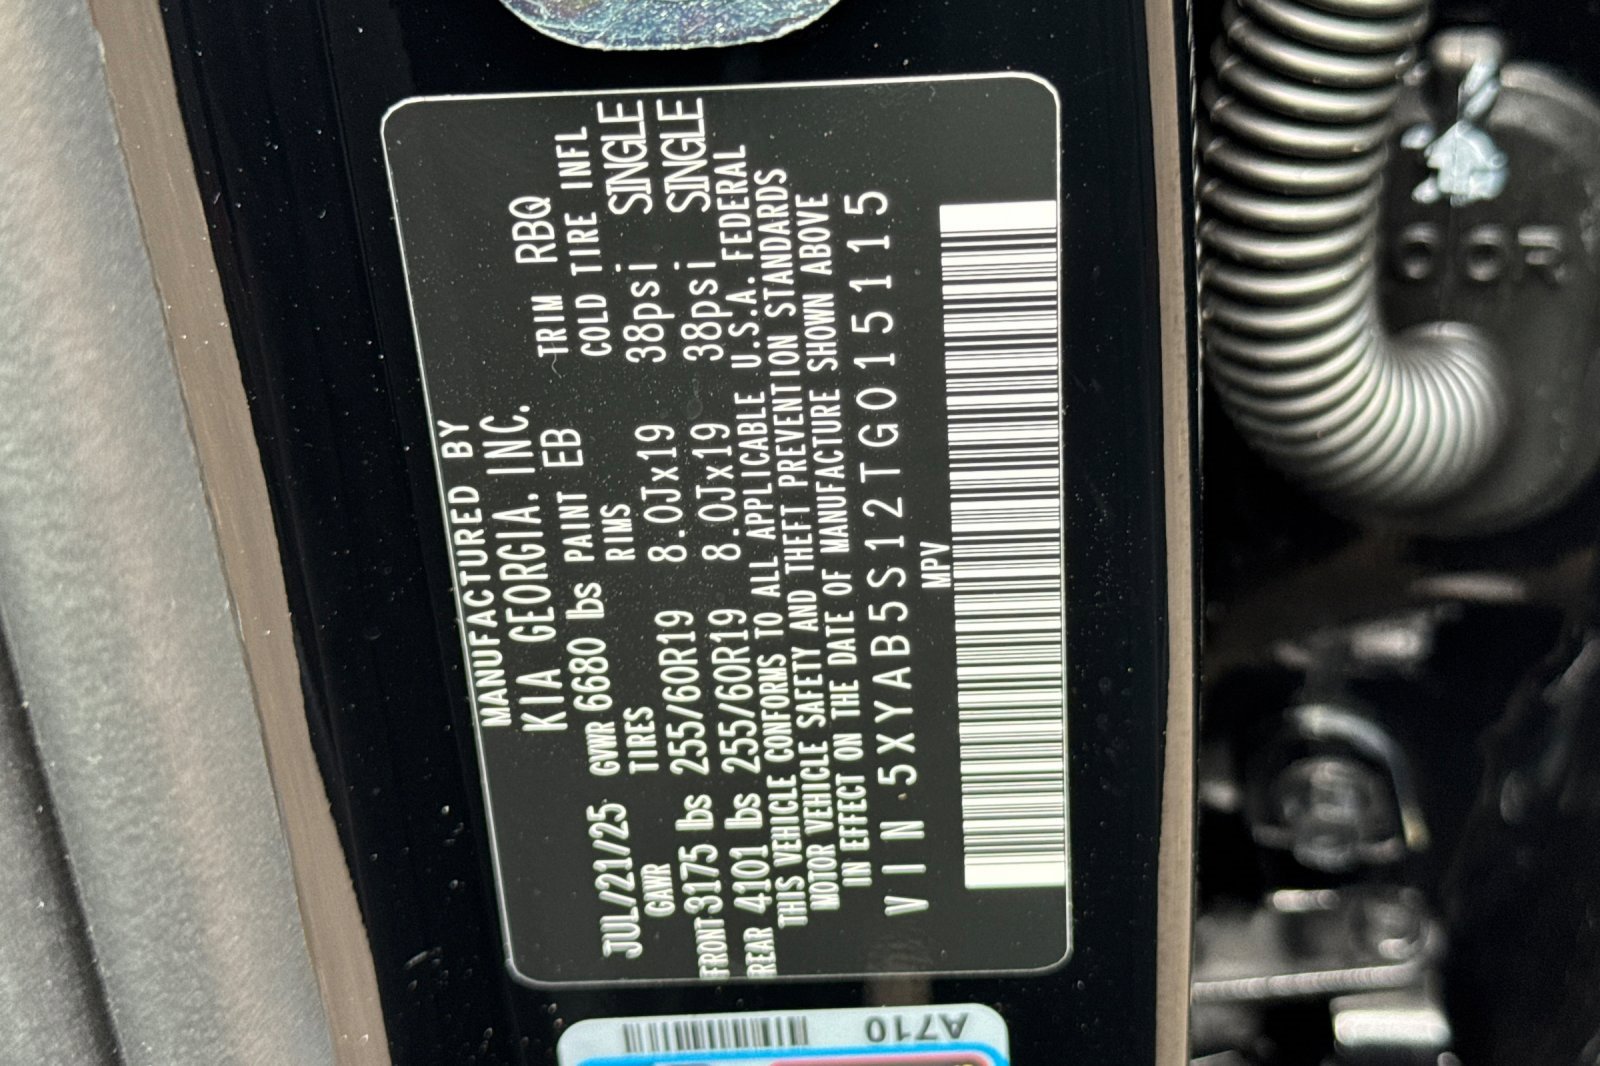 MANUFACTURED BY
KIA GEORGIA, INC.
JUL/21/25 GVWR 6680 lbs PAINT EB TRIM RBQ
GAWR TIRES RIMS COLD TIRE INFL
FRONT 3175 lbs 255/60R19 8.0Jx19 38psi SINGLE
REAR 4101 lbs 255/60R19 8.0Jx19 38psi SINGLE
THIS VEHICLE CONFORMS TO ALL APPLICABLE U.S.A. FEDERAL
MOTOR VEHICLE SAFETY AND THEFT PREVENTION STANDARDS
IN EFFECT ON THE DATE OF MANUFACTURE SHOWN ABOVE
VIN 5XYAB5S12TG015115
MPV
A710